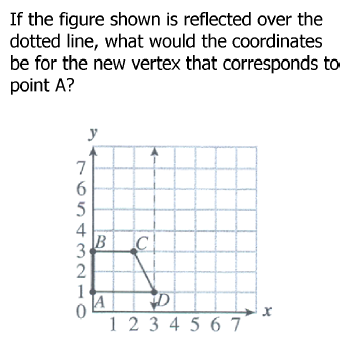 If the figure shown is reflected over the
dotted line, what would the coordinates
be for the new vertex that corresponds to
point A?
y
7
6
5
4
3 B C
2
1
0 A D x
1 2 3 4 5 6 7